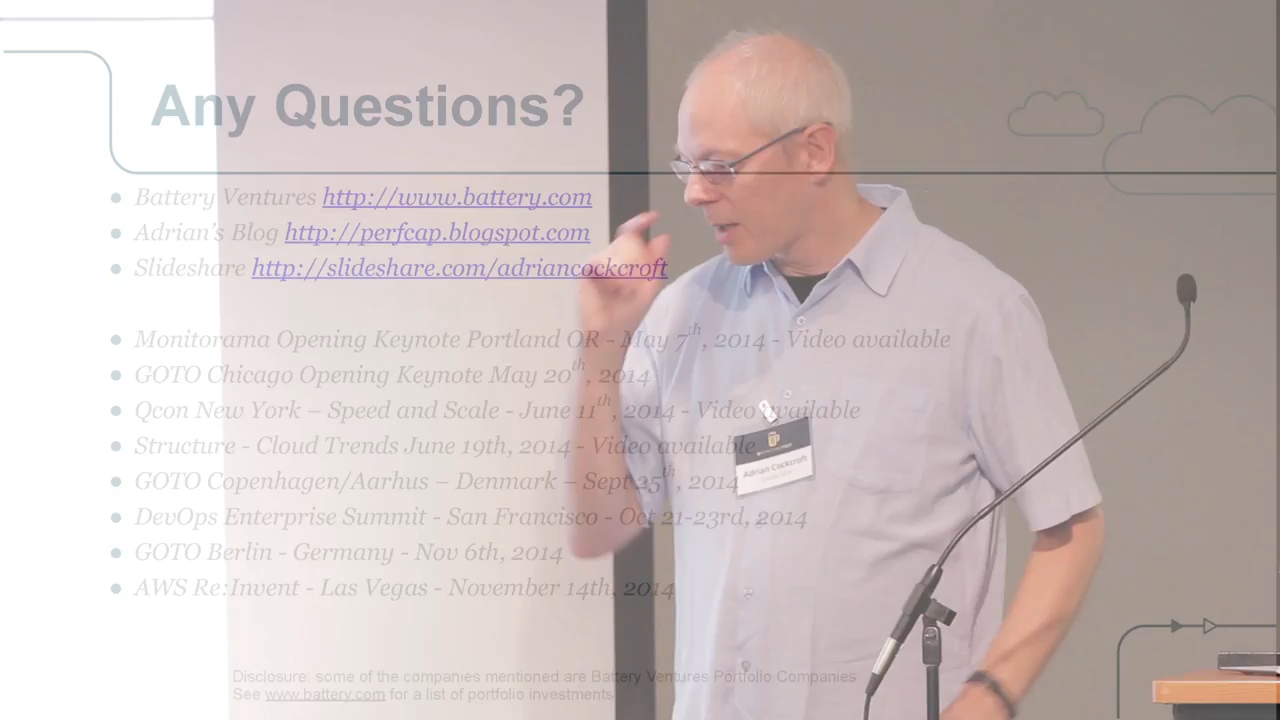 Any Questions?
● Battery Ventures http://www.battery.com
● Adrian’s Blog http://perfcap.blogspot.com
● Slideshare http://slideshare.com/adriancockcroft
● Monitorama Opening Keynote Portland OR - May 7th, 2014 - Video available
● GOTO Chicago Opening Keynote May 20th, 2014
● Qcon New York – Speed and Scale - June 11th, 2014 - Video available
● Structure - Cloud Trends June 19th, 2014 - Video available
● GOTO Copenhagen/Aarhus – Denmark – Sept 25th, 2014
● DevOps Enterprise Summit - San Francisco - Oct 21-23rd, 2014
● GOTO Berlin - Germany - Nov 6th, 2014
● AWS Re:Invent - Las Vegas - November 14th, 2014
Adrian Cockcroft
Disclosure: some of the companies mentioned are Battery Ventures Portfolio Companies
See www.battery.com for a list of portfolio investments